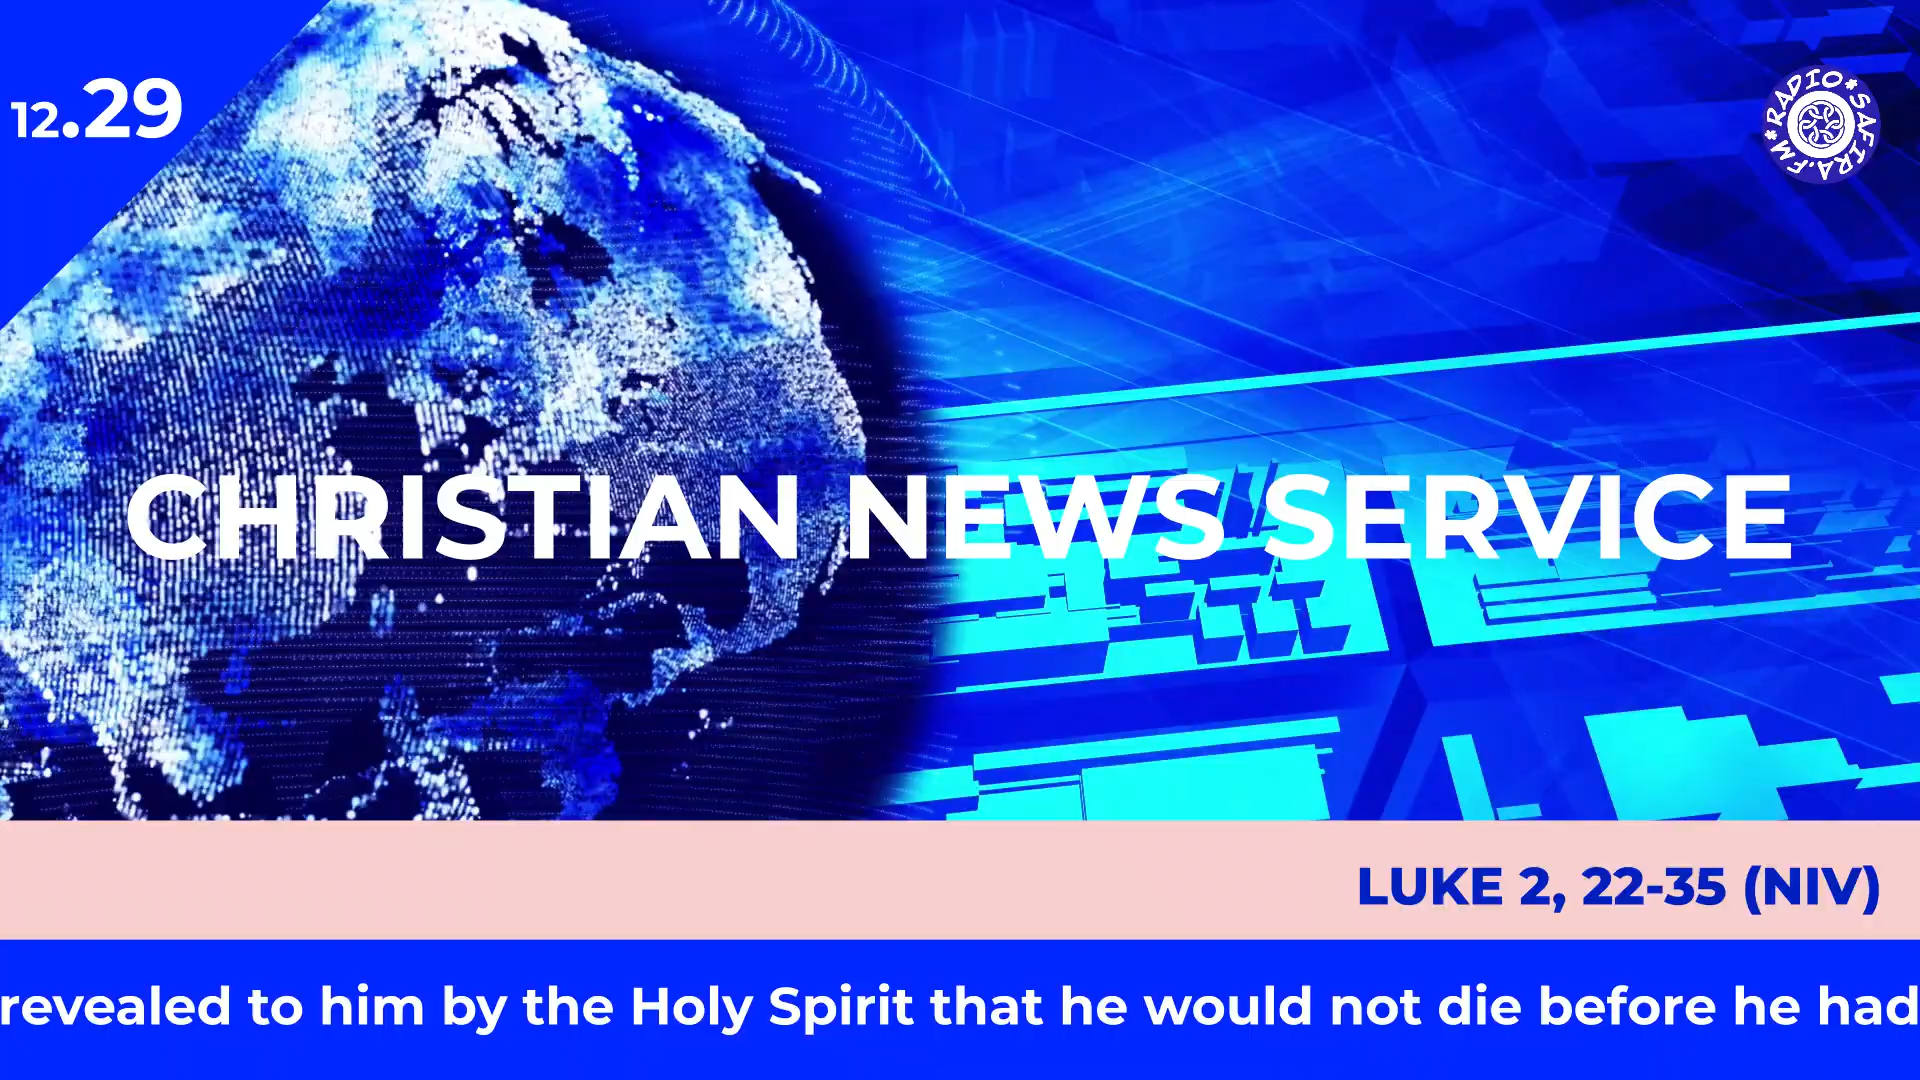 12.29
RADIO * SAFIRA.FM *
CHRISTIAN NEWS SERVICE
LUKE 2, 22-35 (NIV)
revealed to him by the Holy Spirit that he would not die before he had